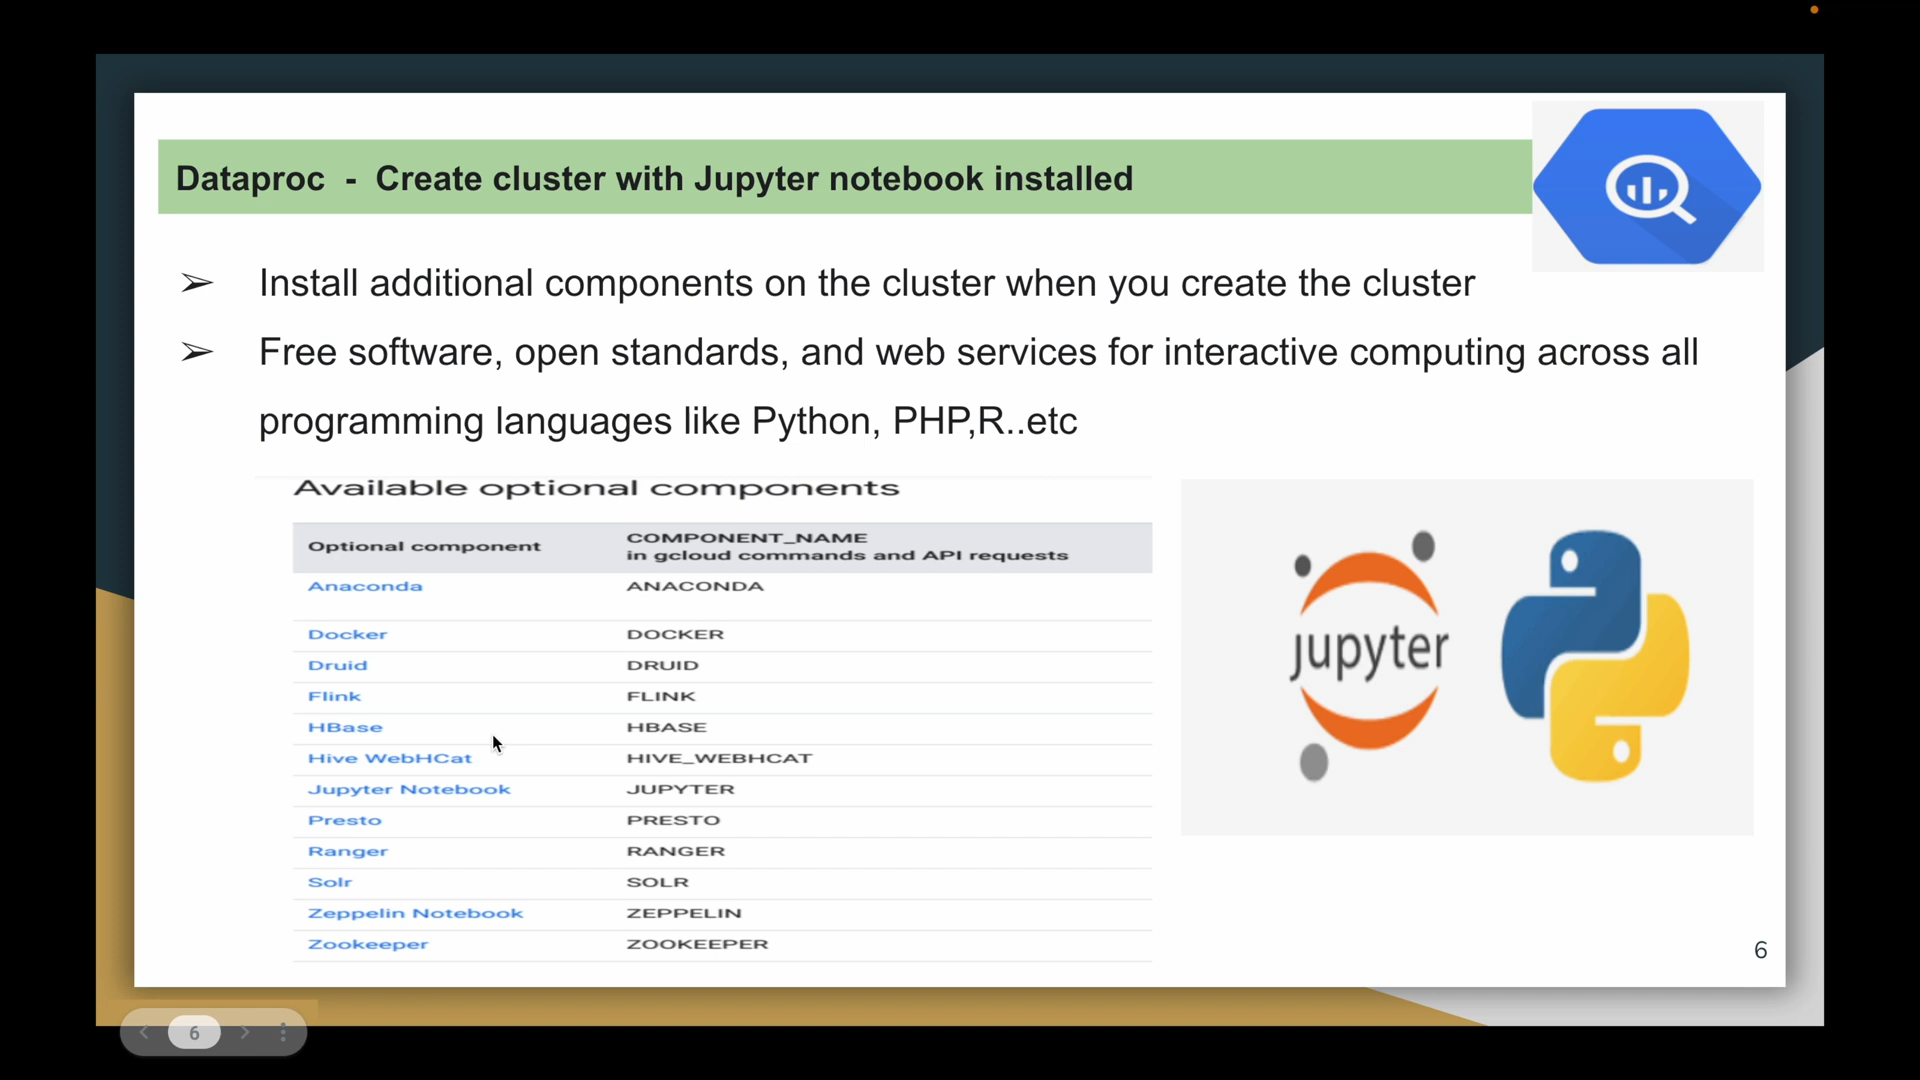 Dataproc - Create cluster with Jupyter notebook installed
➢ Install additional components on the cluster when you create the cluster
➢ Free software, open standards, and web services for interactive computing across all
programming languages like Python, PHP,R..etc
Available optional components
Optional component COMPONENT_NAME
in gcloud commands and API requests
Anaconda ANACONDA
Docker DOCKER
Druid DRUID
Flink FLINK
HBase HBASE
Hive WebHCat HIVE_WEBHCAT
Jupyter Notebook JUPYTER
Presto PRESTO
Ranger RANGER
Solr SOLR
Zeppelin Notebook ZEPPELIN
Zookeeper ZOOKEEPER
jupyter
6
6